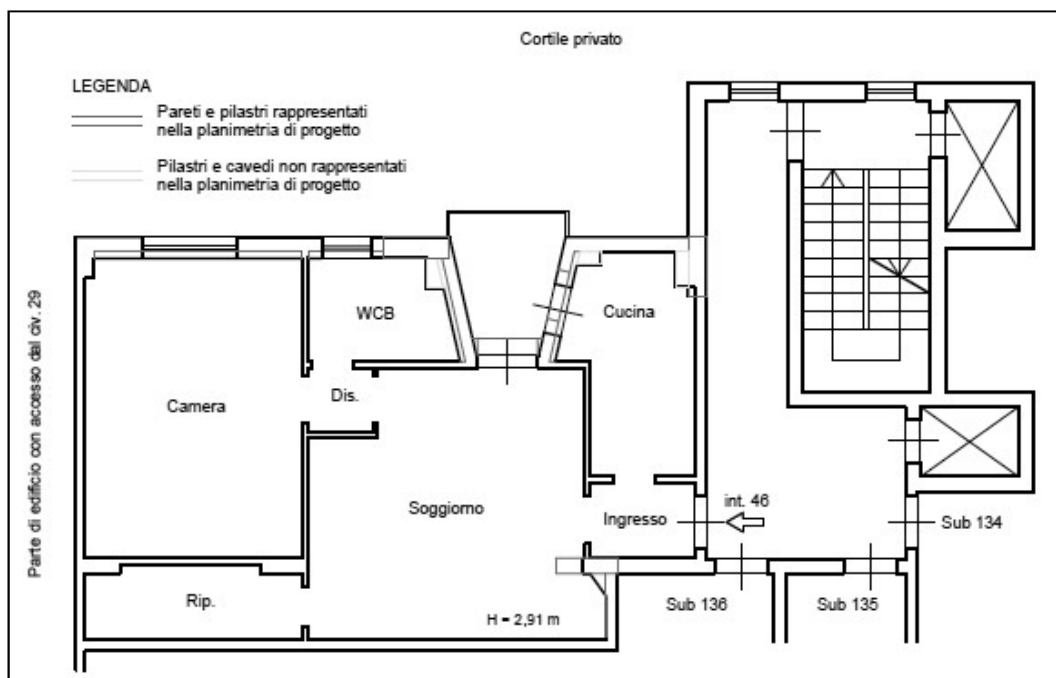 Cortile privato
LEGENDA
Pareti e pilastri rappresentati
nella planimetria di progetto
Pilastri e cavedi non rappresentati
nella planimetria di progetto
Parte di edificio con accesso dal civ. 29
WCB
Cucina
Camera
Dis.
Soggiorno
Ingresso
int. 46
Sub 134
Rip.
H = 2,91 m
Sub 136
Sub 135